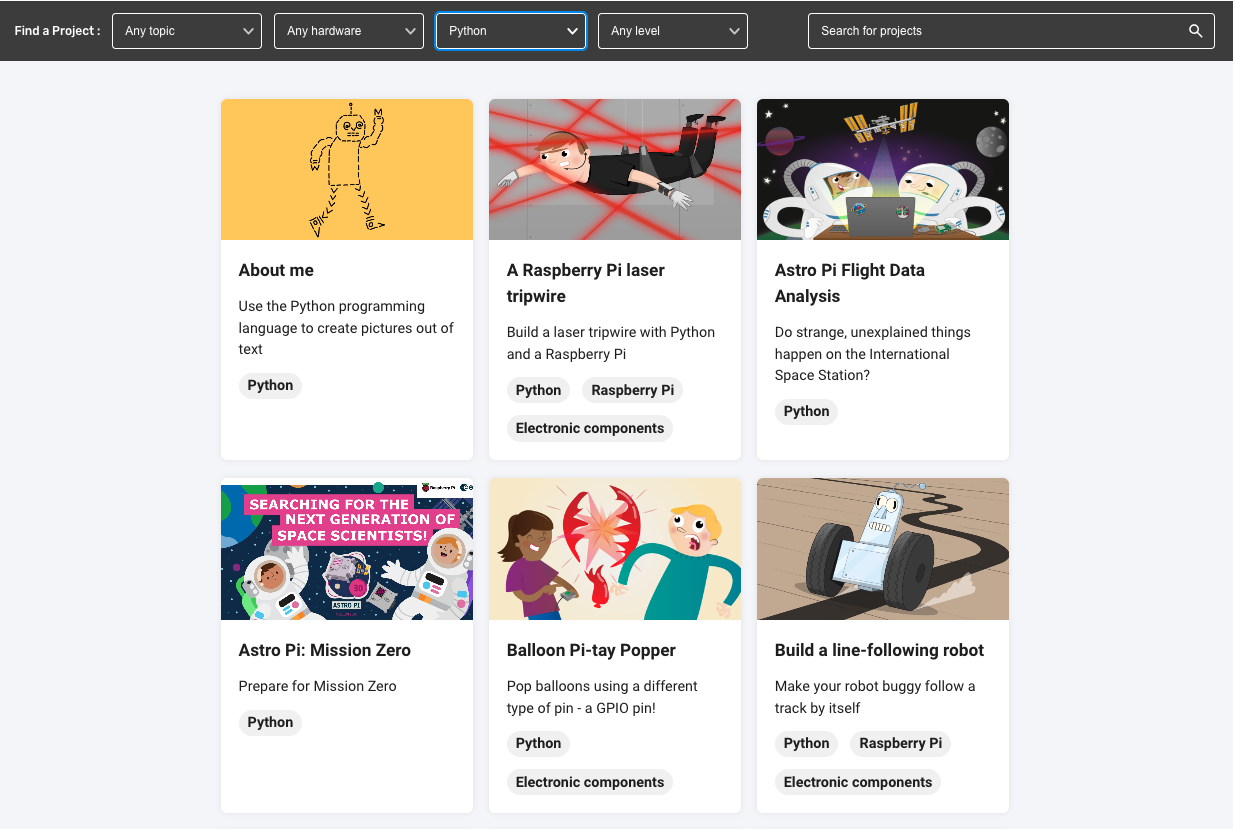 Find a Project :
Any topic
Any hardware
Python
Any level
Search for projects
About me
Use the Python programming
language to create pictures out of
text
Python
A Raspberry Pi laser
tripwire
Build a laser tripwire with Python
and a Raspberry Pi
Python
Raspberry Pi
Electronic components
Astro Pi Flight Data
Analysis
Do strange, unexplained things
happen on the International
Space Station?
Python
Raspberry Pi
SEARCHING FOR THE
NEXT GENERATION OF
SPACE SCIENTISTS!
ASTRO PI
Astro Pi: Mission Zero
Prepare for Mission Zero
Python
Balloon Pi-tay Popper
Pop balloons using a different
type of pin - a GPIO pin!
Python
Electronic components
Build a line-following robot
Make your robot buggy follow a
track by itself
Python
Raspberry Pi
Electronic components